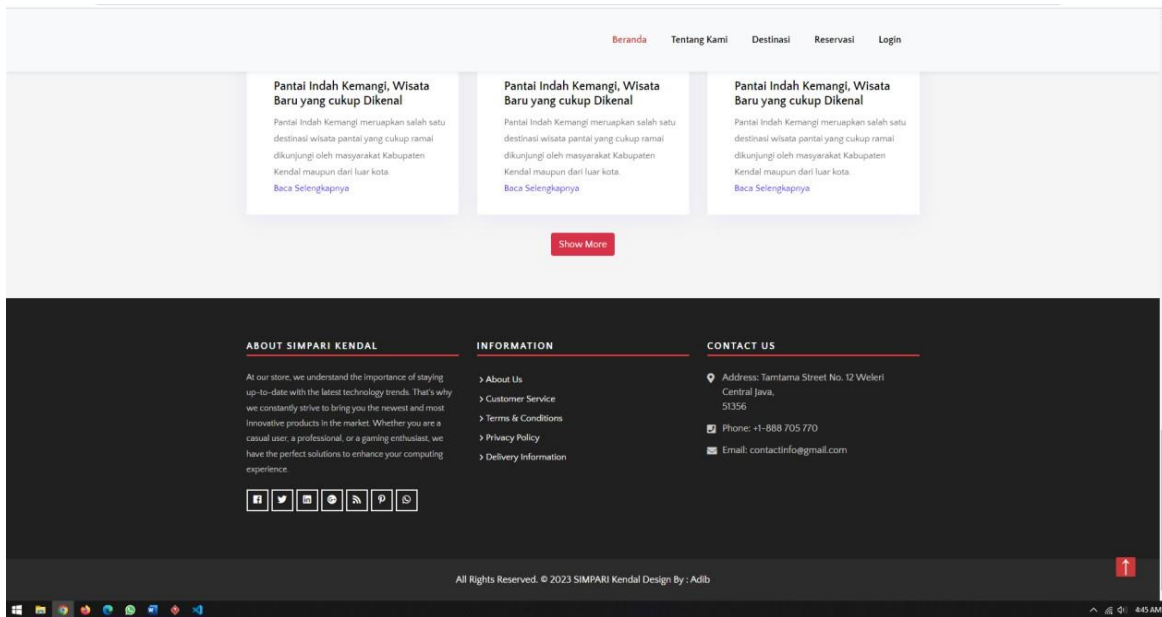 Beranda Tentang Kami Destinasi Reservasi Login
Pantai Indah Kemangi, Wisata
Baru yang cukup Dikenal
Pantai Indah Kemangi meruapkan salah satu
destinasi wisata pantai yang cukup ramai
dikunjungi oleh masyarakat Kabupaten
Kendal maupun dari luar kota.
Baca Selengkapnya
Pantai Indah Kemangi, Wisata
Baru yang cukup Dikenal
Pantai Indah Kemangi meruapkan salah satu
destinasi wisata pantai yang cukup ramai
dikunjungi oleh masyarakat Kabupaten
Kendal maupun dari luar kota.
Baca Selengkapnya
Pantai Indah Kemangi, Wisata
Baru yang cukup Dikenal
Pantai Indah Kemangi meruapkan salah satu
destinasi wisata pantai yang cukup ramai
dikunjungi oleh masyarakat Kabupaten
Kendal maupun dari luar kota.
Baca Selengkapnya
Show More
ABOUT SIMPARI KENDAL
At our store, we understand the importance of staying
up-to-date with the latest technology trends. That's why
we constantly strive to bring you the newest and most
innovative products in the market. Whether you are a
casual user, a professional, or a gaming enthusiast, we
have the perfect solutions to enhance your computing
experience.
INFORMATION
> About Us
> Customer Service
> Terms & Conditions
> Privacy Policy
> Delivery Information
CONTACT US
Address: Tamtama Street No. 12 Weleri
Central Java,
51356
Phone: +1-888 705 770
Email: contactinfo@gmail.com
All Rights Reserved. © 2023 SIMPARI Kendal Design By : Adib
4:45 AM